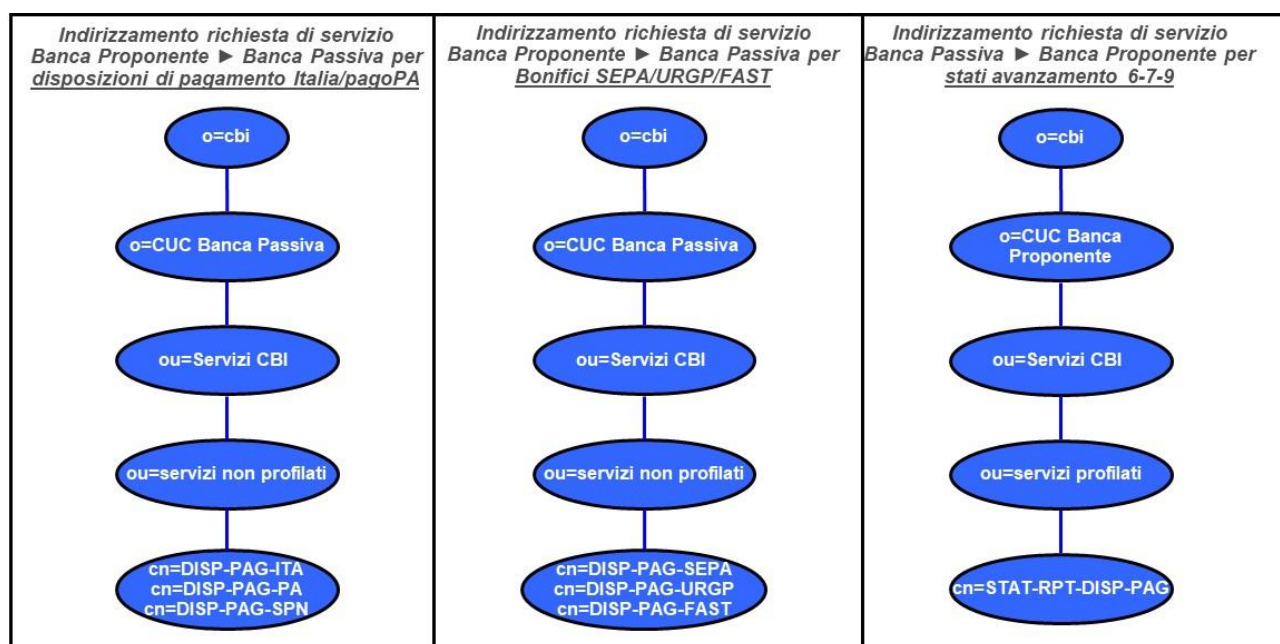 Indirizzamento richiesta di servizio
Banca Proponente ► Banca Passiva per
disposizioni di pagamento Italia/pagoPA
o=cbi
o=CUC Banca Passiva
ou=Servizi CBI
ou=servizi non profilati
cn=DISP-PAG-ITA
cn=DISP-PAG-PA
cn=DISP-PAG-SPN
Indirizzamento richiesta di servizio
Banca Proponente ► Banca Passiva per
Bonifici SEPA/URGP/FAST
o=cbi
o=CUC Banca Passiva
ou=Servizi CBI
ou=servizi non profilati
cn=DISP-PAG-SEPA
cn=DISP-PAG-URGP
cn=DISP-PAG-FAST
Indirizzamento richiesta di servizio
Banca Passiva ► Banca Proponente per
stati avanzamento 6-7-9
o=cbi
o=CUC Banca
Proponente
ou=Servizi CBI
ou=servizi profilati
cn=STAT-RPT-DISP-PAG